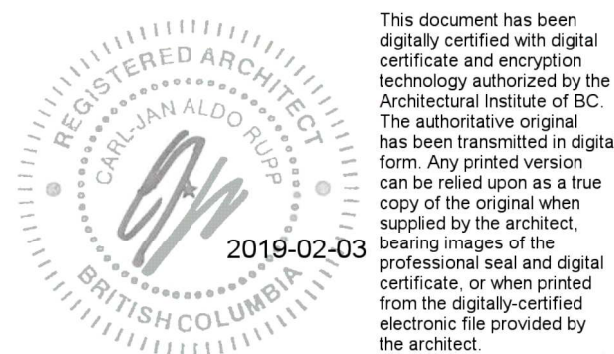 REGISTERED ARCHITECT
CARL-JAN ALDO RUPP
BRITISH COLUMBIA
2019-02-03
This document has been
digitally certified with digital
certificate and encryption
technology authorized by the
Architectural Institute of BC.
The authoritative original
has been transmitted in digita
form. Any printed version
can be relied upon as a true
copy of the original when
supplied by the architect,
bearing images of the
professional seal and digital
certificate, or when printed
from the digitally-certified
electronic file provided by
the architect.